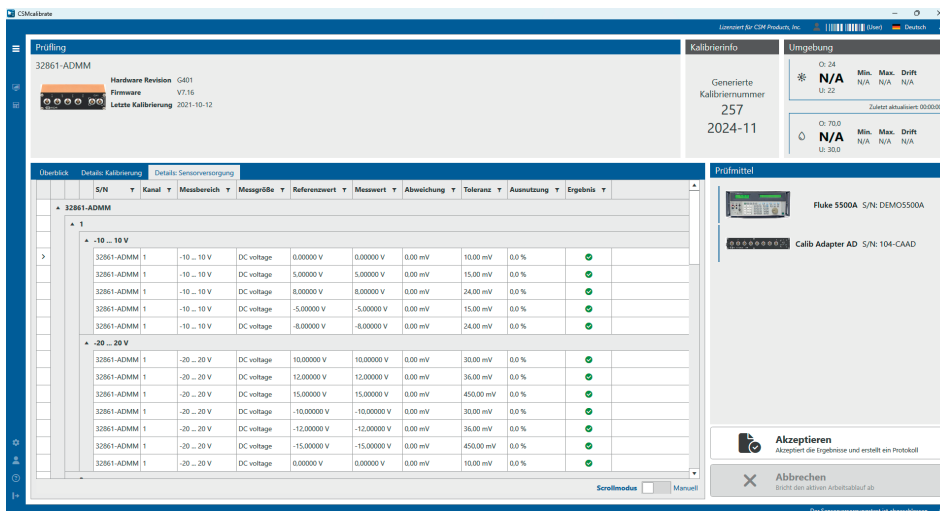 CSMcalibrate
Lizenziert für CSM Products, Inc. (User) Deutsch
Prüfling
32861-ADMM
Hardware Revision G401
Firmware V7.16
Letzte Kalibrierung 2021-10-12
Kalibrierinfo
Generierte
Kalibriernummer
257
2024-11
Umgebung
O: 24
N/A
U: 22
Min. Max. Drift
N/A N/A N/A
Zuletzt aktualisiert 00:00:00
O: 70.0
N/A
U: 30.0
Min. Max. Drift
N/A N/A N/A
Überblick Details: Kalibrierung Details: Sensorversorgung
S/N Kanal Messbereich Messgröße Referenzwert Messwert Abweichung Toleranz Ausnutzung Ergebnis
32861-ADMM
1
-10 ... 10 V
32861-ADMM 1 -10 ... 10 V DC voltage 0,00000 V 0,00000 V 0,00 mV 10,00 mV 0,0 %
32861-ADMM 1 -10 ... 10 V DC voltage 5,00000 V 5,00000 V 0,00 mV 15,00 mV 0,0 %
32861-ADMM 1 -10 ... 10 V DC voltage 8,00000 V 8,00000 V 0,00 mV 24,00 mV 0,0 %
32861-ADMM 1 -10 ... 10 V DC voltage -5,00000 V -5,00000 V 0,00 mV 15,00 mV 0,0 %
32861-ADMM 1 -10 ... 10 V DC voltage -8,00000 V -8,00000 V 0,00 mV 24,00 mV 0,0 %
-20 ... 20 V
32861-ADMM 1 -20 ... 20 V DC voltage 10,00000 V 10,00000 V 0,00 mV 30,00 mV 0,0 %
32861-ADMM 1 -20 ... 20 V DC voltage 12,00000 V 12,00000 V 0,00 mV 36,00 mV 0,0 %
32861-ADMM 1 -20 ... 20 V DC voltage 15,00000 V 15,00000 V 0,00 mV 450,00 mV 0,0 %
32861-ADMM 1 -20 ... 20 V DC voltage -10,00000 V -10,00000 V 0,00 mV 30,00 mV 0,0 %
32861-ADMM 1 -20 ... 20 V DC voltage -12,00000 V -12,00000 V 0,00 mV 36,00 mV 0,0 %
32861-ADMM 1 -20 ... 20 V DC voltage -15,00000 V -15,00000 V 0,00 mV 450,00 mV 0,0 %
32861-ADMM 1 -20 ... 20 V DC voltage 0,00000 V 0,00000 V 0,00 mV 10,00 mV 0,0 %
Scrollmodus Manuell
Prüfmittel
Fluke 5500A S/N: DEMO5500A
Calib Adapter AD S/N: 104-CAAD
Akzeptieren
Akzeptiert die Ergebnisse und erstellt ein Protokoll
Abbrechen
Bricht den aktiven Arbeitsablauf ab